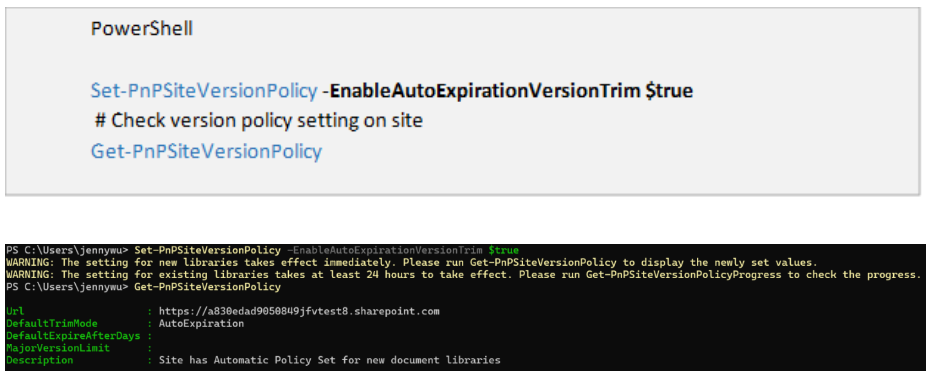 PowerShell
Set-PnPSiteVersionPolicy -EnableAutoExpirationVersionTrim $true
# Check version policy setting on site
Get-PnPSiteVersionPolicy
PS C:\Users\jennywu> Set-PnPSiteVersionPolicy -EnableAutoExpirationVersionTrim $true
WARNING: The setting for new libraries takes effect immediately. Please run Get-PnPSiteVersionPolicy to display the newly set values.
WARNING: The setting for existing libraries takes at least 24 hours to take effect. Please run Get-PnPSiteVersionPolicyProgress to check the progress.
PS C:\Users\jennywu> Get-PnPSiteVersionPolicy
Url : https://a830edad9050849jfvtest8.sharepoint.com
DefaultTrimMode : AutoExpiration
DefaultExpireAfterDays :
MajorVersionLimit :
Description : Site has Automatic Policy Set for new document libraries